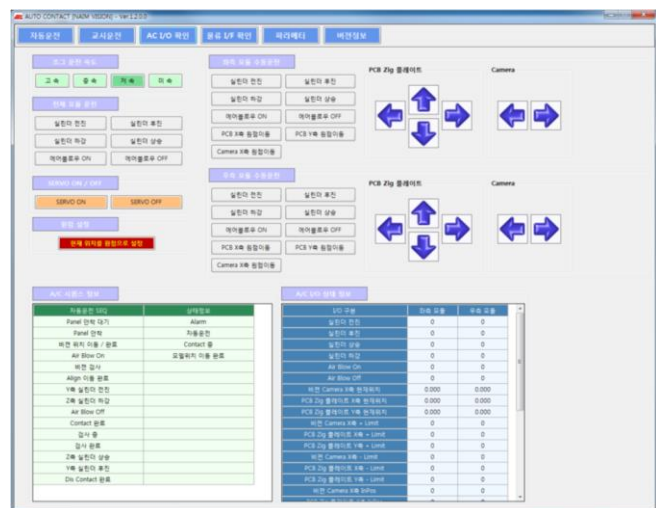 AUTO CONTACT [NAIM VISION] - Ver1.2.0.0
자동운전 교시운전 AC I/O 확인 물류 I/F 확인 파라메터 버젼정보
조그 운전 속도
고 속 중 속 저 속 미 속
전체 모듈 운전
실린더 전진 실린더 후진
실린더 하강 실린더 상승
에어블로우 ON 에어블로우 OFF
SERVO ON / OFF
SERVO ON SERVO OFF
원점 설정
현재 위치를 원점으로 설정
좌측 모듈 수동운전
실린더 전진 실린더 후진
실린더 하강 실린더 상승
에어블로우 ON 에어블로우 OFF
PCB X축 원점이동 PCB Y축 원점이동
Camera X축 원점이동
PCB Zig 플레이트 Camera
우측 모듈 수동운전
실린더 전진 실린더 후진
실린더 하강 실린더 상승
에어블로우 ON 에어블로우 OFF
PCB X축 원점이동 PCB Y축 원점이동
Camera X축 원점이동
PCB Zig 플레이트 Camera
A/C 시퀀스 정보
자동운전 SEQ 상태정보
Panel 안착 대기 Alarm
Panel 안착 자동운전
비젼 위치 이동 / 완료 Contact 중
Air Blow On 모델위치 이동 완료
비젼 검사
Align 이동 완료
Y축 실린더 전진
Z축 실린더 하강
Air Blow Off
Contact 완료
검사 중
검사 완료
Z축 실린더 상승
Y축 실린더 후진
Dis Contact 완료
A/C I/O 상태 정보
I/O 구분 좌측 모듈 우측 모듈
실린더 전진 0 0
실린더 후진 0 0
실린더 상승 0 0
실린더 하강 0 0
Air Blow On 0 0
Air Blow Off 0 0
비젼 Camera X축 현재위치 0.000 0.000
PCB Zig 플레이트 X축 현재위치 0.000 0.000
PCB Zig 플레이트 Y축 현재위치 0.000 0.000
비젼 Camera X축 + Limit 0 0
PCB Zig 플레이트 X축 + Limit 0 0
PCB Zig 플레이트 Y축 + Limit 0 0
비젼 Camera X축 - Limit 0 0
PCB Zig 플레이트 X축 - Limit 0 0
PCB Zig 플레이트 Y축 - Limit 0 0
비젼 Camera X축 InPos 0 0